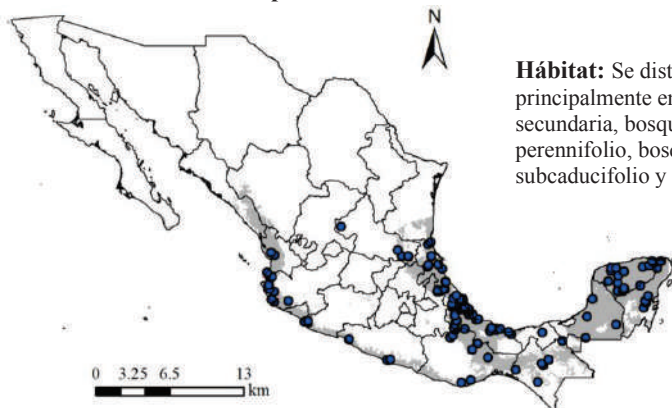 N
Hábitat: Se dist
principalmente en
secundaria, bosqu
perennifolio, bosc
subcaducifolio y
0 3.25 6.5 13
km